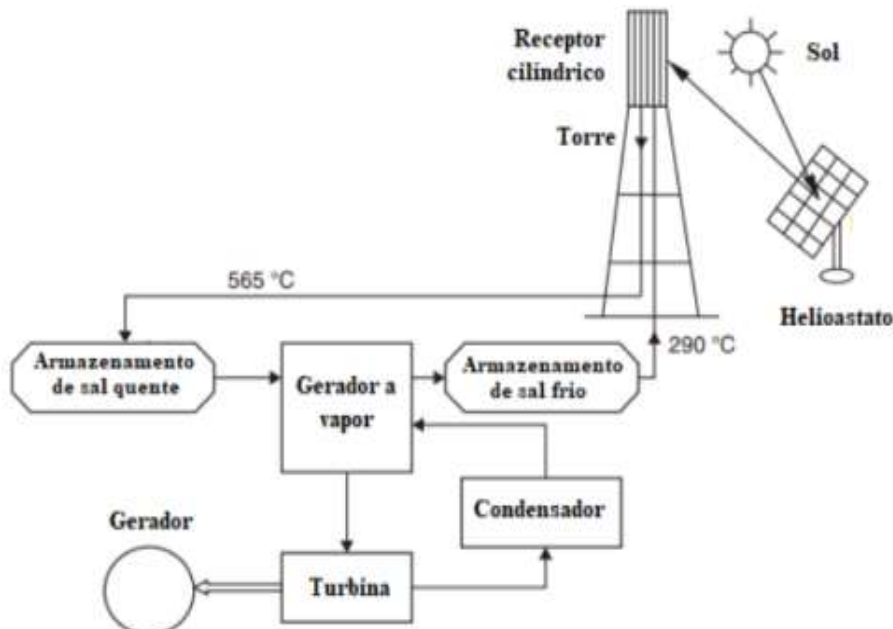 Receptor
cilíndrico
Sol
Torre
565 °C
Helioastato
290 °C
Armazenamento
de sal quente
Gerador a
vapor
Armazenamento
de sal frio
Condensador
Gerador
Turbina